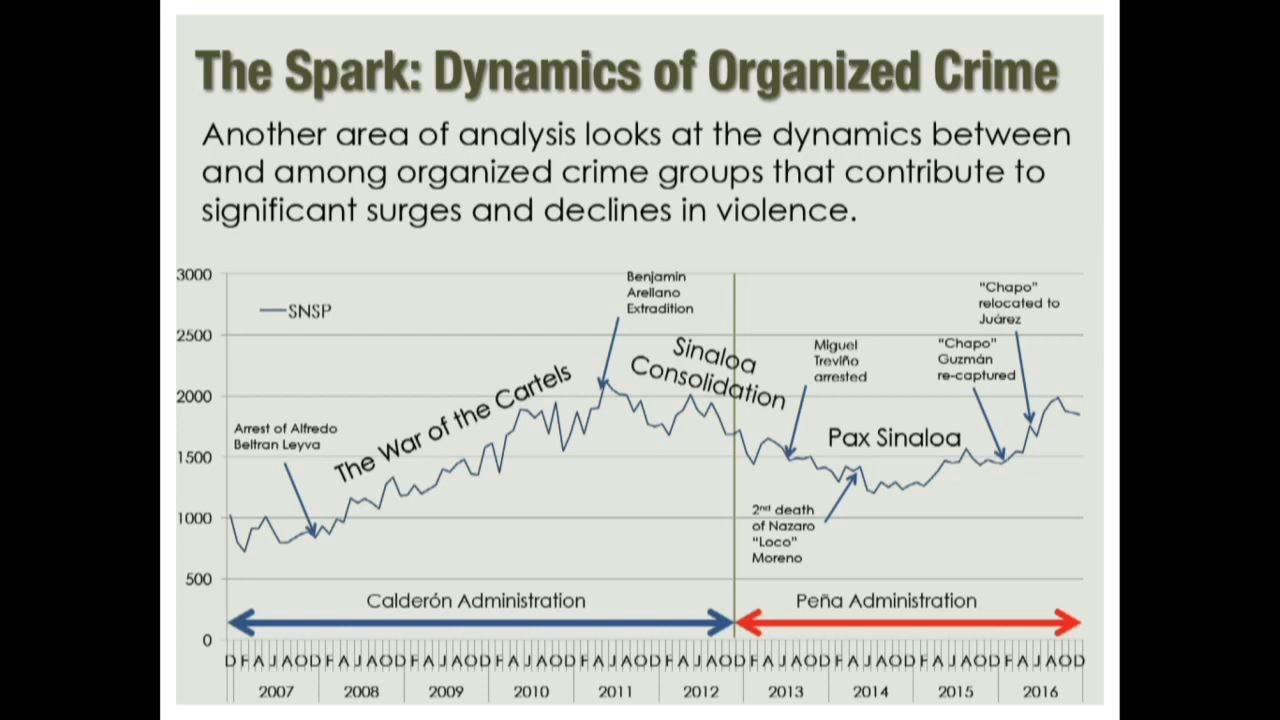 The Spark: Dynamics of Organized Crime
Another area of analysis looks at the dynamics between
and among organized crime groups that contribute to
significant surges and declines in violence.
3000
2500
2000
1500
1000
500
0
SNSP
Arrest of Alfredo
Beltran Leyva
The War of the Cartels
Benjamin
Arellano
Extradition
Sinaloa
Consolidation
Miguel
Treviño
arrested
Pax Sinaloa
2nd death
of Nazaro
"Loco"
Moreno
"Chapo"
Guzmán
re-captured
"Chapo"
relocated to
Juárez
Calderón Administration
Peña Administration
D F A J A O D F A J A O D F A J A O D F A J A O D F A J A O D F A J A O D F A J A O D F A J A O D F A J A O D F A J A O D
2007 2008 2009 2010 2011 2012 2013 2014 2015 2016